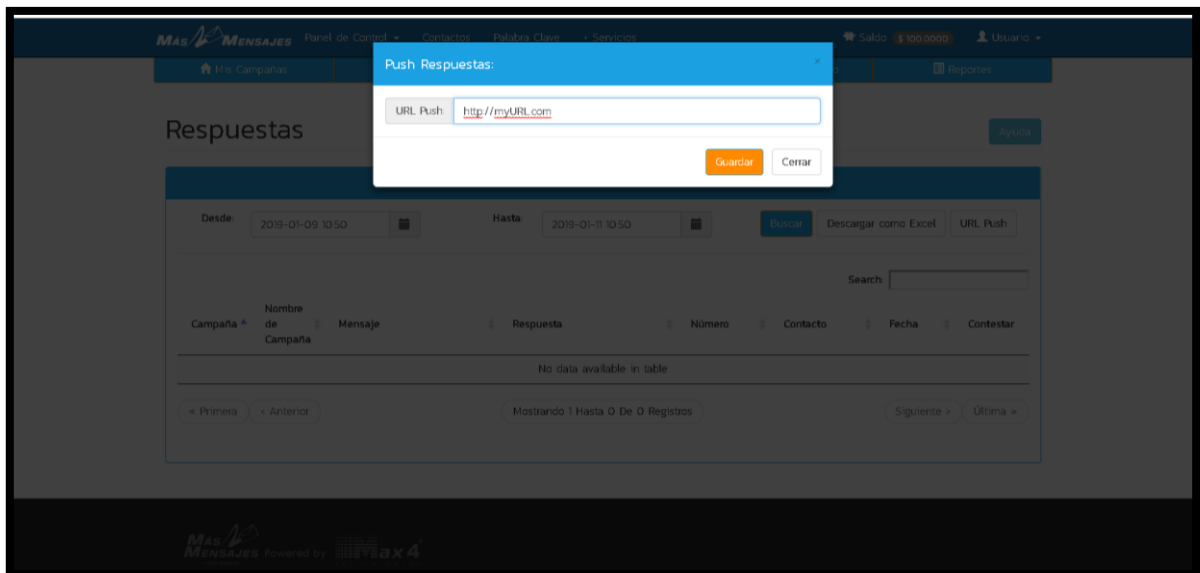 MÁS MENSAJES Panel de Control Contactos Palabra Clave + Servicios Saldo $ 100.0000 Usuario
Push Respuestas: ×
Mis Campañas Reportes
URL Push: http://myURL.com
Respuestas Ayuda
Guardar Cerrar
Desde: 2019-01-09 10:50 Hasta: 2019-01-11 10:50 Buscar Descargar como Excel URL Push
Search:
Campaña Nombre de Campaña Mensaje Respuesta Número Contacto Fecha Contestar
No data available in table
« Primera < Anterior Mostrando 1 Hasta 0 De 0 Registros Siguiente > Última »
MÁS MENSAJES Powered by Max4